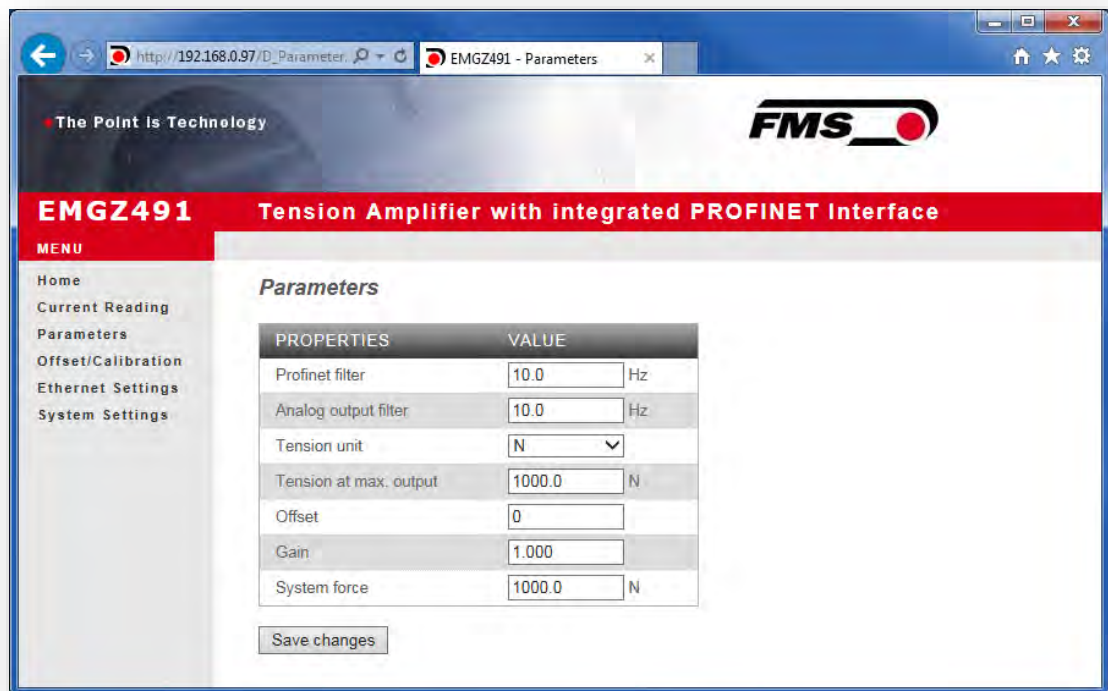 http://192.168.0.97/D_Parameter.
EMGZ491 - Parameters
The Point is Technology
FMS
EMGZ491
Tension Amplifier with integrated PROFINET Interface
MENU
Home
Current Reading
Parameters
Offset/Calibration
Ethernet Settings
System Settings
Parameters
PROPERTIES VALUE
Profinet filter 10.0 Hz
Analog output filter 10.0 Hz
Tension unit N
Tension at max. output 1000.0 N
Offset 0
Gain 1.000
System force 1000.0 N
Save changes